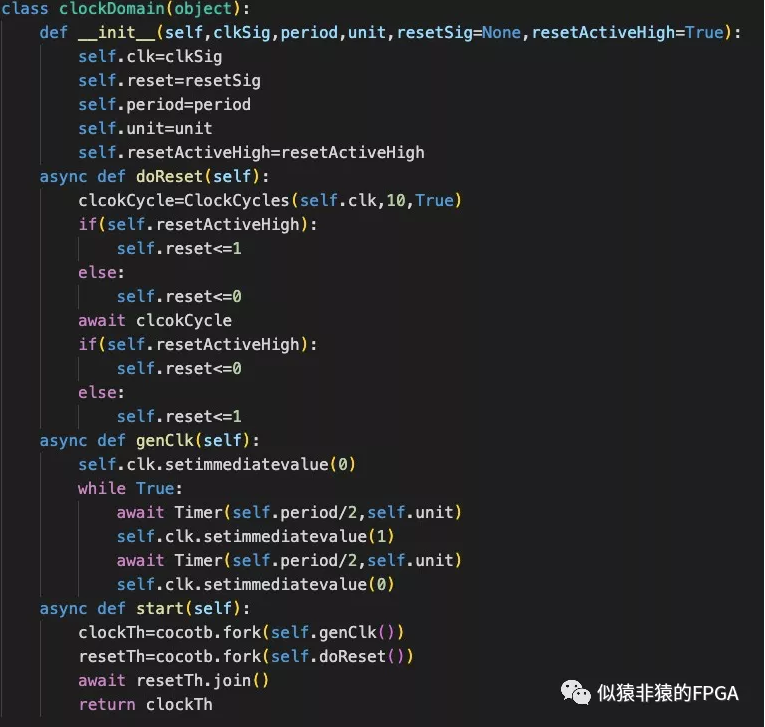 class clockDomain(object):
    def __init__(self,clkSig,period,unit,resetSig=None,resetActiveHigh=True):
        self.clk=clkSig
        self.reset=resetSig
        self.period=period
        self.unit=unit
        self.resetActiveHigh=resetActiveHigh
    async def doReset(self):
        clcokCycle=ClockCycles(self.clk,10,True)
        if(self.resetActiveHigh):
            self.reset<=1
        else:
            self.reset<=0
        await clcokCycle
        if(self.resetActiveHigh):
            self.reset<=0
        else:
            self.reset<=1
    async def genClk(self):
        self.clk.setimmediatevalue(0)
        while True:
            await Timer(self.period/2,self.unit)
            self.clk.setimmediatevalue(1)
            await Timer(self.period/2,self.unit)
            self.clk.setimmediatevalue(0)
    async def start(self):
        clockTh=cocotb.fork(self.genClk())
        resetTh=cocotb.fork(self.doReset())
        await resetTh.join()
        return clockTh
似猿非猿的FPGA